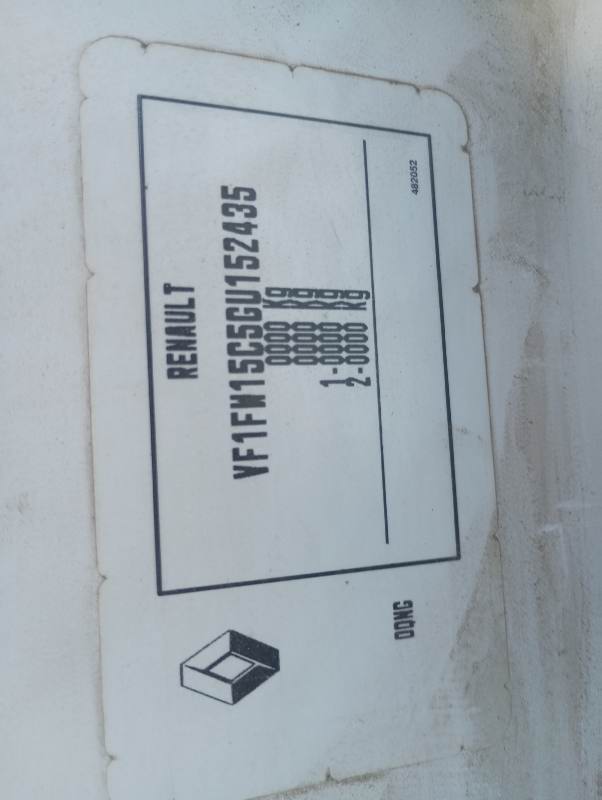 RENAULT
VF1FW15C5GU152435
0000 Kg
0000 Kg
1-0000 Kg
2-0000 Kg
482052
DQNG